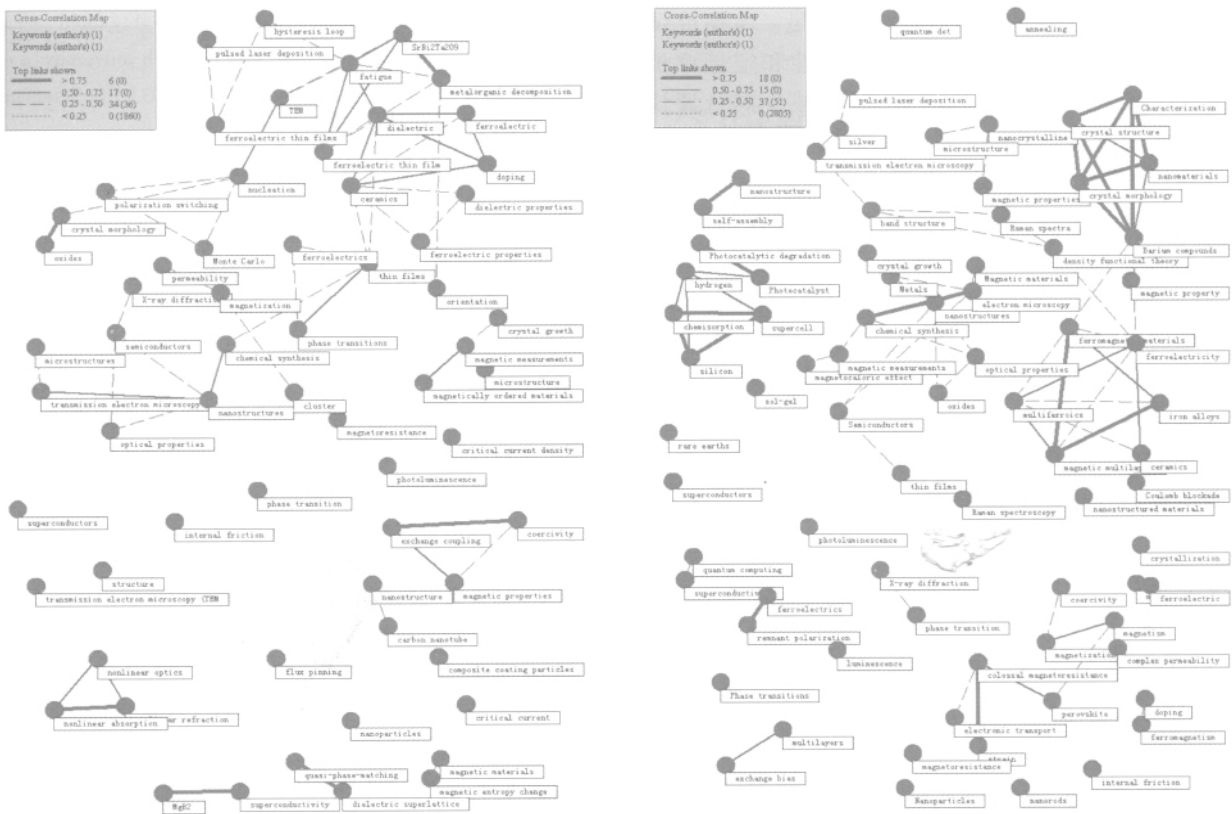 Cross-Correlation Map
Keywords (author's) (1)
Keywords (author's) (1)
Top links shown
> 0.75 6 (0)
0.50 - 0.75 17 (0)
0.25 - 0.50 34 (36)
< 0.25 0 (1860)
hysteresis loop
pulsed laser deposition
SrBi2Ta2O9
fatigue
metalorganic decomposition
TEM
ferroelectric thin films
dielectric
ferroelectric
ferroelectric thin film
doping
nucleation
ceramics
polarization switching
dielectric properties
crystal morphology
oxides
Monte Carlo
ferroelectrics
ferroelectric properties
permeability
thin films
X-ray diffraction
magnetization
orientation
crystal growth
semiconductors
phase transitions
microstructures
chemical synthesis
magnetic measurements
microstructure
transmission electron microscopy
nanostructures
cluster
magnetically ordered materials
magnetoresistance
optical properties
critical current density
photoluminescence
phase transition
superconductors
internal friction
exchange coupling
coercivity
structure
transmission electron microscopy (TEM
nanostructure
magnetic properties
carbon nanotube
nonlinear optics
flux pinning
composite coating particles
nonlinear absorption
refraction
critical current
nanoparticles
quasi-phase-matching
magnetic materials
magnetic entropy change
MgB2
superconductivity
dielectric superlattice
Cross-Correlation Map
Keywords (author's) (1)
Keywords (author's) (1)
Top links shown
> 0.75 18 (0)
0.50 - 0.75 15 (0)
0.25 - 0.50 37 (51)
< 0.25 0 (2805)
quantum dot
annealing
pulsed laser deposition
Characterization
silver
nanocrystalline
crystal structure
microstructure
transmission electron microscopy
nanomaterials
nanostructure
magnetic properties
crystal morphology
self-assembly
band structure
Raman spectra
Barium compounds
density functional theory
Photocatalytic degradation
crystal growth
Magnetic materials
hydrogen
Photocatalyst
Metals
electron microscopy
magnetic property
nanostructures
chemisorption
supercell
chemical synthesis
ferromagnetic materials
ferroelectricity
silicon
magnetic measurements
optical properties
magnetocaloric effect
sol-gel
oxides
multiferroics
iron alloys
Semiconductors
rare earths
magnetic multilay
ceramics
superconductors
thin films
Coulomb blockade
nanostructured materials
Raman spectroscopy
photoluminescence
crystallization
quantum computing
X-ray diffraction
superconductivi
coercivity
ferroelectric
ferroelectrics
remnant polarization
phase transition
magnetism
magnetization
complex permeability
luminescence
colossal magnetoresistance
Phase transitions
perovskite
doping
electronic transport
ferromagnetism
multilayers
exchange bias
magnetoresistance
internal friction
Nanoparticles
nanorods